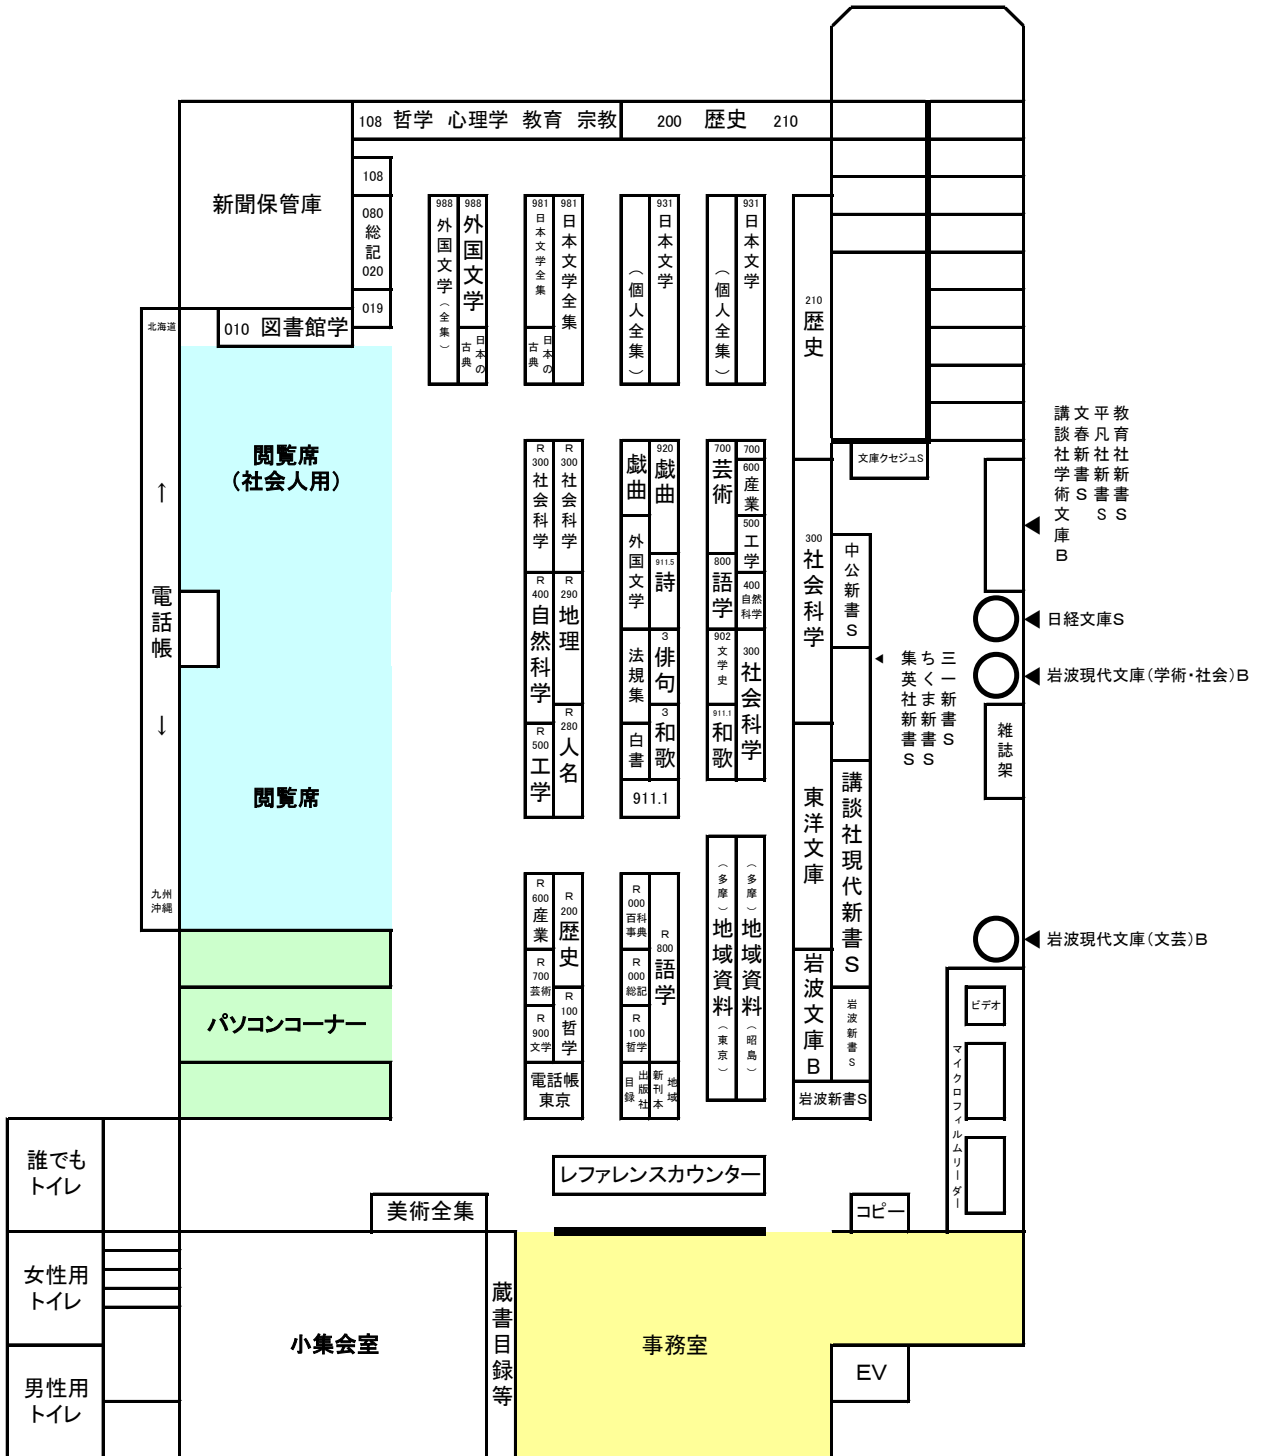 108 哲学 心理学 教育 宗教
200 歴史 210
新聞保管庫
108
080
総記
020
019
010 図書館学
北海道
↑
電話帳
↓
九州
沖縄
閲覧席
(社会人用)
閲覧席
パソコンコーナー
988
外国文学(全集)
988
外国文学
日本の
古典
981
日本文学全集
日本の
古典
981
日本文学全集
(個人全集)
931
日本文学
(個人全集)
931
日本文学
210
歴史
R
300
社会科学
R
300
社会科学
R
400
自然科学
R
290
地理
R
500
工学
R
280
人名
戯曲
920
戯曲
外国文学
911.5
詩
法規集
3
俳句
白書
3
和歌
911.1
700
芸術
700
600
産業
500
工学
800
語学
400
自然
科学
902
文学史
300
社会科学
911.1
和歌
300
社会科学
東洋文庫
岩波文庫B
文庫クセジュS
中公新書S
講談社現代新書S
岩波新書S
岩波新書S
三一新書S
ちくま新書S
集英社新書S
教育社新書S
平凡社新書S
文春新書S
講談社学術文庫B
日経文庫S
岩波現代文庫(学術・社会)B
雑誌架
岩波現代文庫(文芸)B
R
600
産業
R
200
歴史
R
700
芸術
R
900
文学
R
100
哲学
電話帳
東京
R
000
百科
事典
R
000
総記
R
100
哲学
R
800
語学
出版社
目録
地域
新刊本
(多摩)地域資料(東京)
(多摩)地域資料(昭島)
ビデオ
マイクロフィルムリーダー
レファレンスカウンター
美術全集
コピー
誰でも
トイレ
女性用
トイレ
男性用
トイレ
小集会室
蔵書目録等
事務室
EV